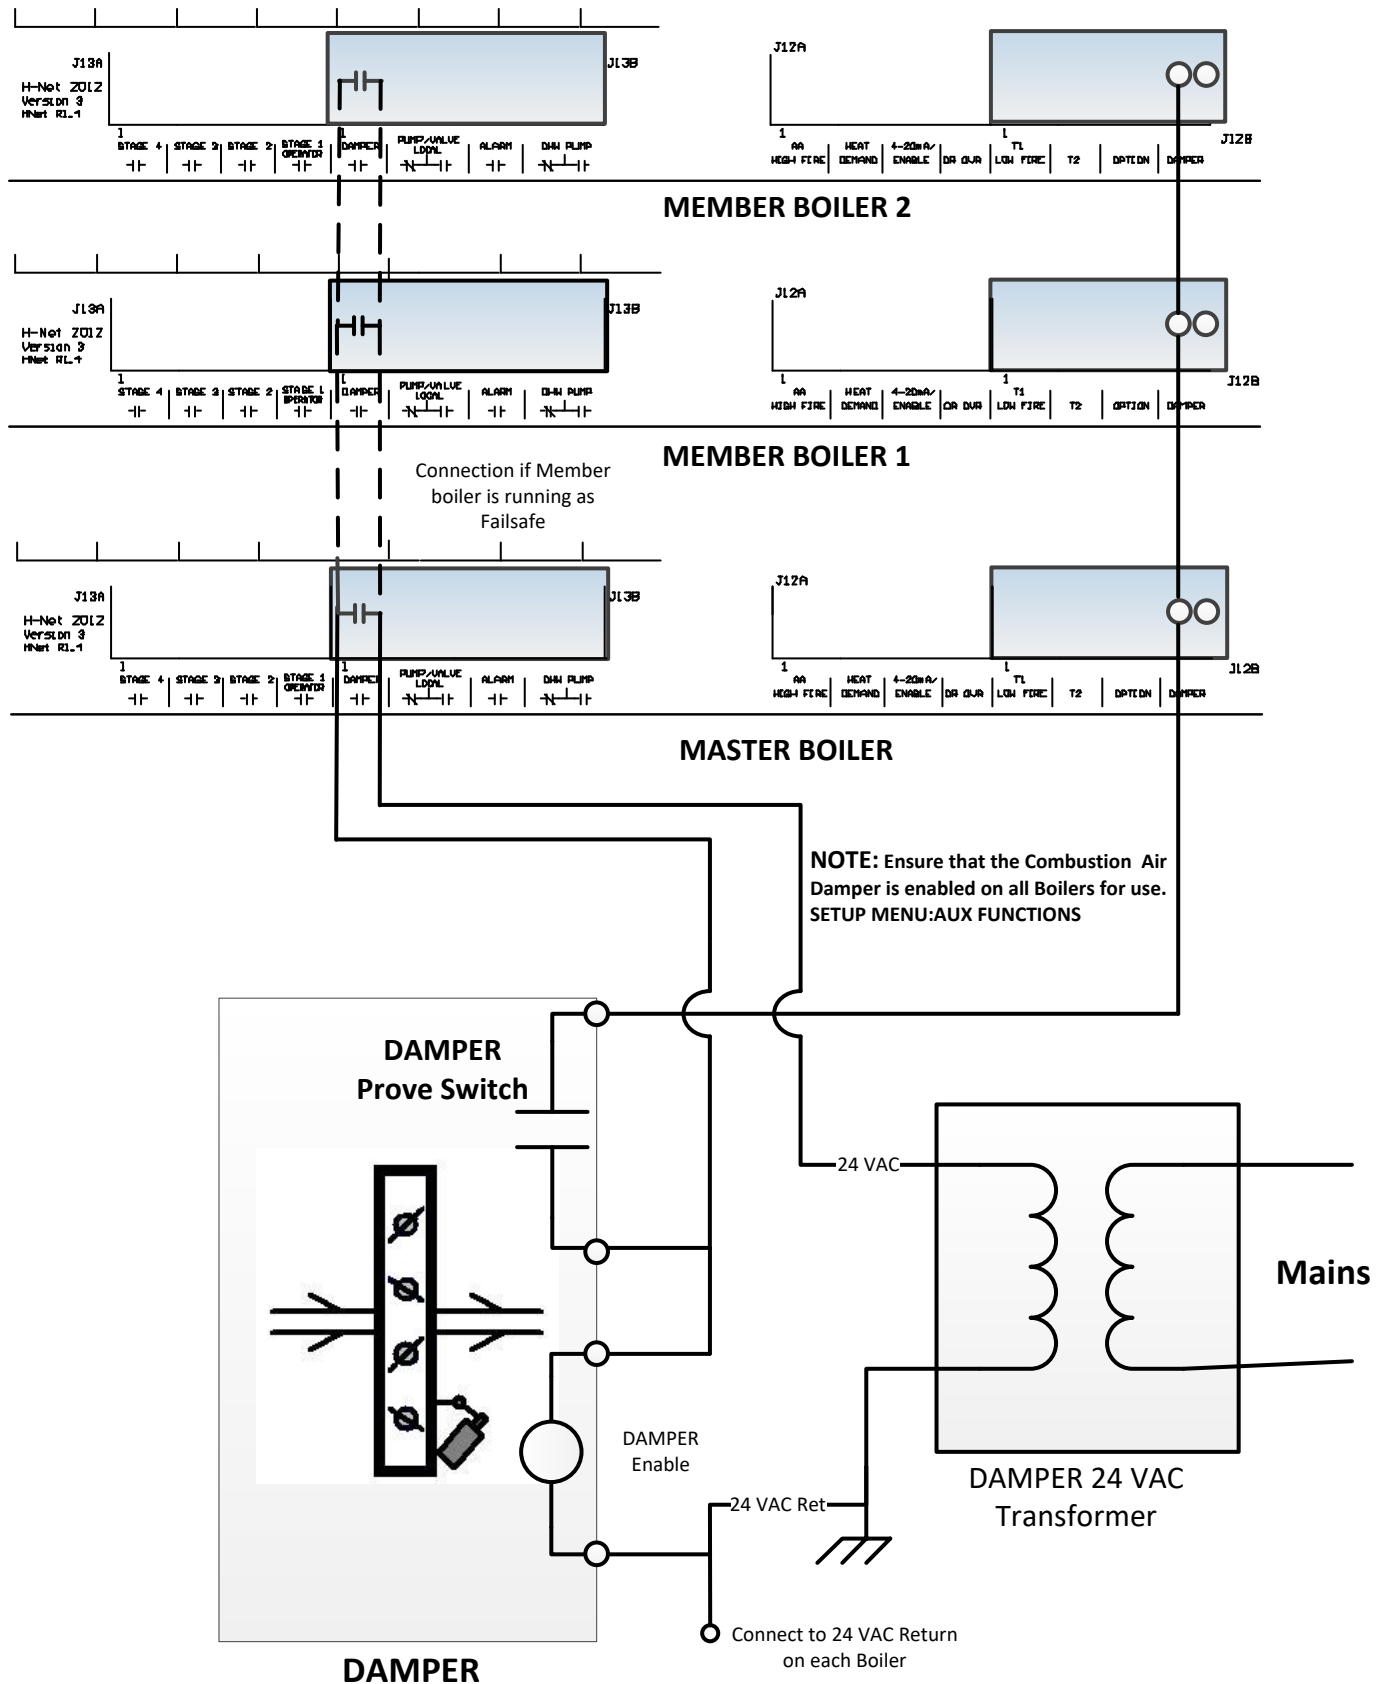 J13A
J13B
J12A
H-Net 2012
Version 3
HNet R1.4
1
1
1
1
J12B
STAGE 4
STAGE 3
STAGE 2
STAGE 1
OPERATOR
DAMPER
PUMP/VALVE
LOCAL
ALARM
DHW PUMP
AA
HIGH FIRE
HEAT
DEMAND
4-20mA/
ENABLE
OR OVR
T1
LOW FIRE
T2
OPTION
DAMPER
MEMBER BOILER 2
J13A
J13B
J12A
H-Net 2012
Version 3
HNet R1.4
1
1
1
1
J12B
STAGE 4
STAGE 3
STAGE 2
STAGE 1
OPERATOR
DAMPER
PUMP/VALVE
LOCAL
ALARM
DHW PUMP
AA
HIGH FIRE
HEAT
DEMAND
4-20mA/
ENABLE
OR OVR
T1
LOW FIRE
T2
OPTION
DAMPER
MEMBER BOILER 1
Connection if Member
boiler is running as
Failsafe
J13A
J13B
J12A
H-Net 2012
Version 3
HNet R1.4
1
1
1
1
J12B
STAGE 4
STAGE 3
STAGE 2
STAGE 1
OPERATOR
DAMPER
PUMP/VALVE
LOCAL
ALARM
DHW PUMP
AA
HIGH FIRE
HEAT
DEMAND
4-20mA/
ENABLE
OR OVR
T1
LOW FIRE
T2
OPTION
DAMPER
MASTER BOILER
NOTE: Ensure that the Combustion Air
Damper is enabled on all Boilers for use.
SETUP MENU:AUX FUNCTIONS
DAMPER
Prove Switch
24 VAC
Mains
DAMPER
Enable
24 VAC Ret
DAMPER 24 VAC
Transformer
Connect to 24 VAC Return
on each Boiler
DAMPER